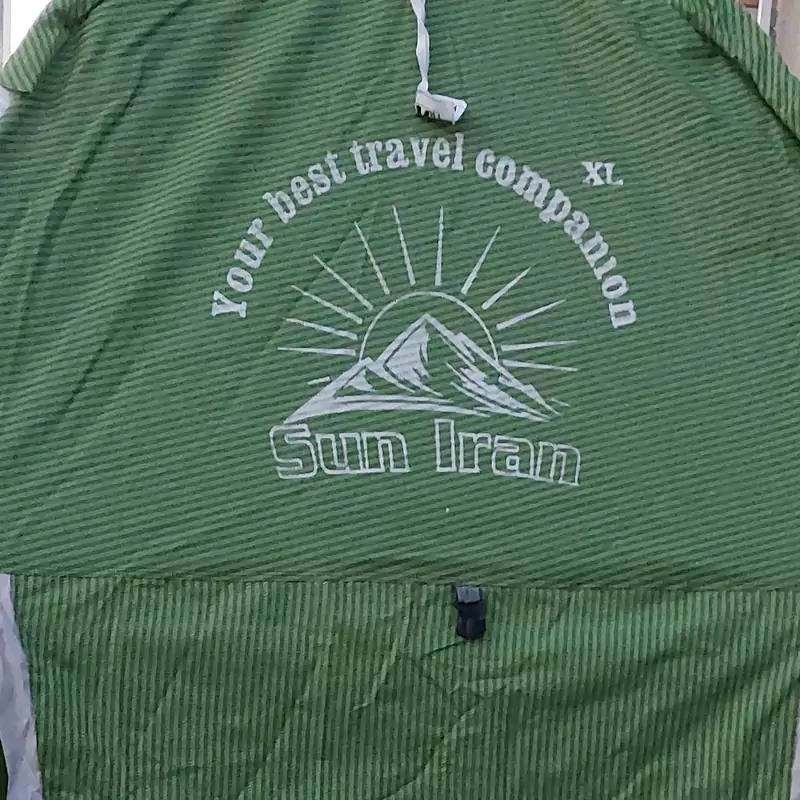 Your best travel companion
XL
Sun Iran